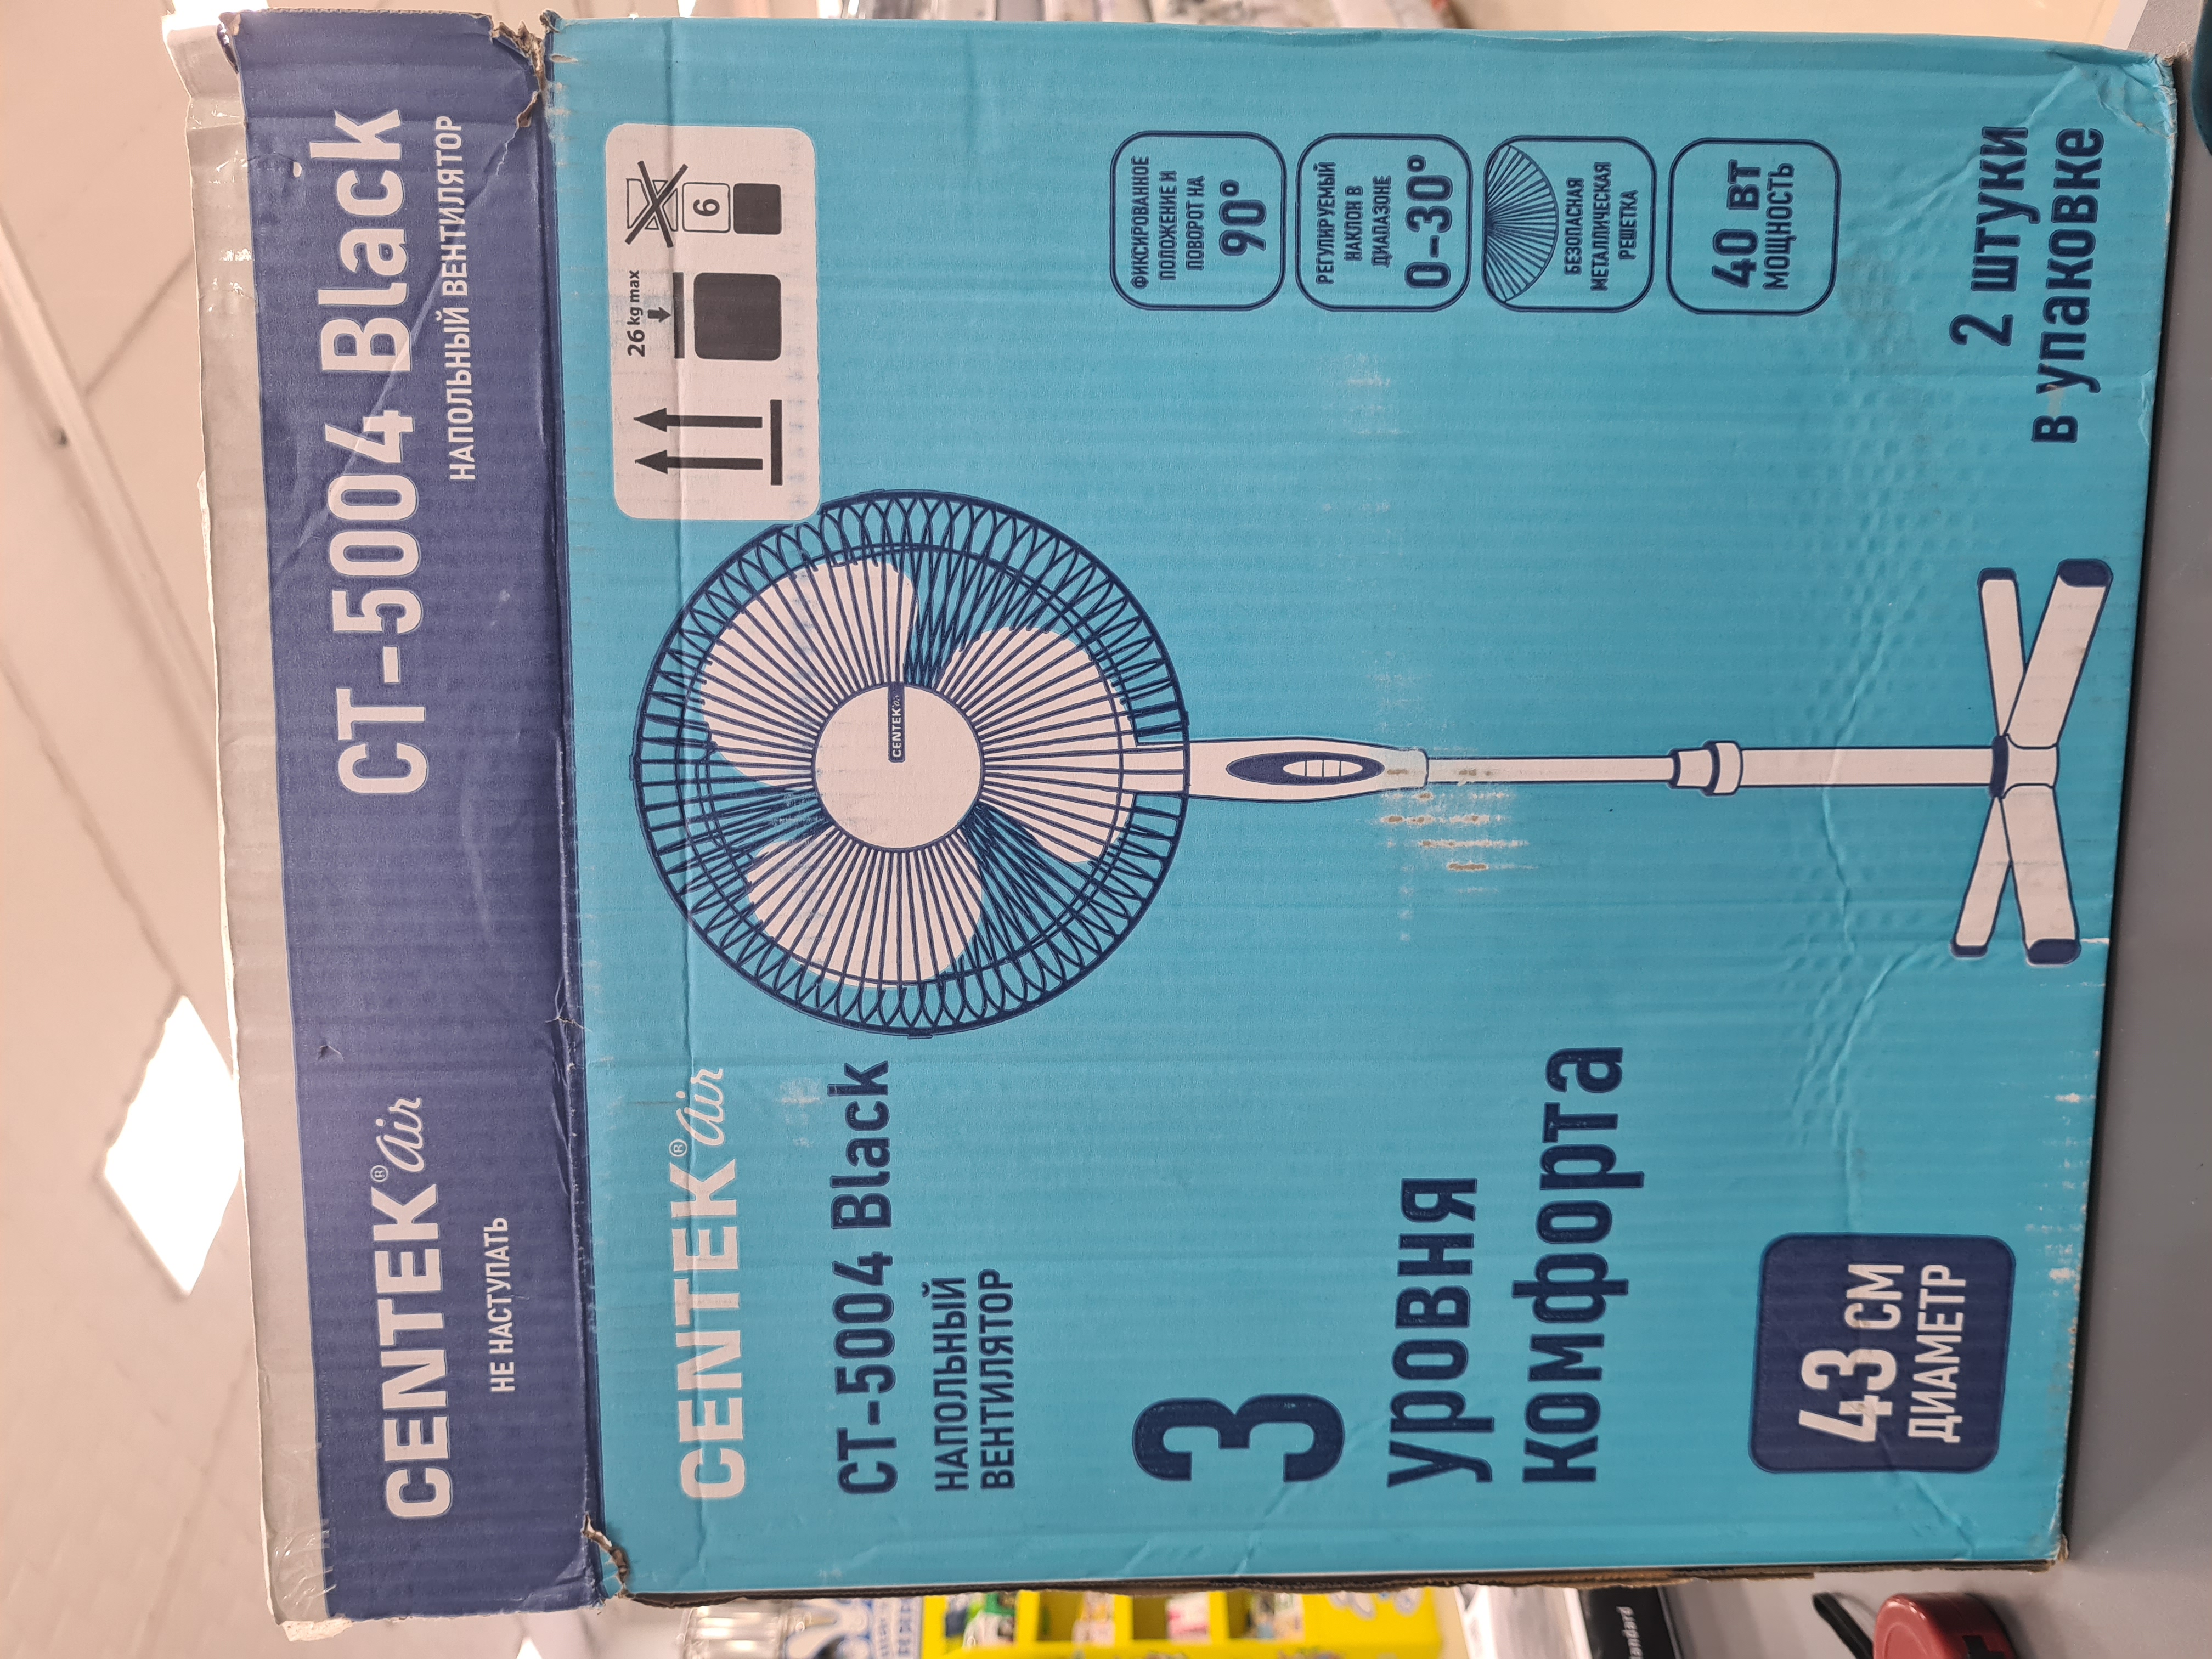 CENTEK® air
CT-5004 Black
НЕ НАСТУПАТЬ
НАПОЛЬНЫЙ ВЕНТИЛЯТОР
CENTEK® air
CT-5004 Black
НАПОЛЬНЫЙ
ВЕНТИЛЯТОР
3
уровня
комфорта
43 СМ
ДИАМЕТР
CENTEK
26 kg max
6
ФИКСИРОВАННОЕ
ПОЛОЖЕНИЕ И
ПОВОРОТ НА
90°
РЕГУЛИРУЕМЫЙ
НАКЛОН В
ДИАПАЗОНЕ
0-30°
БЕЗОПАСНАЯ
МЕТАЛЛИЧЕСКАЯ
РЕШЕТКА
40 ВТ
МОЩНОСТЬ
2 штуки
в упаковке